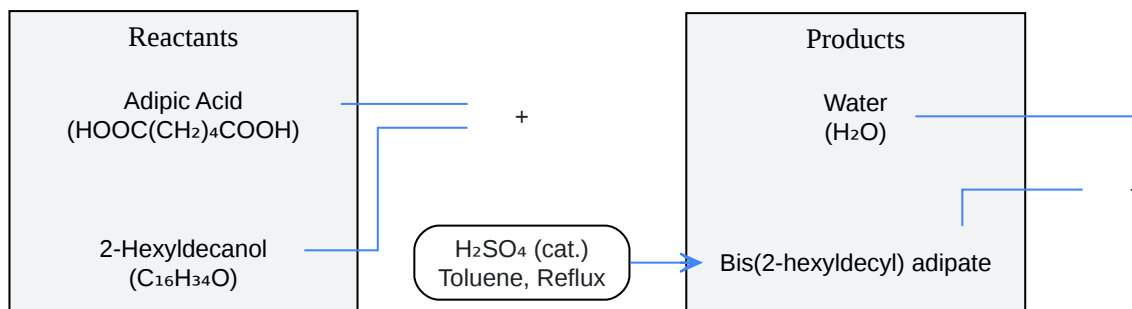 Reactants
Adipic Acid
(HOOC(CH₂)₄COOH)
2-Hexyldecanol
(C₁₆H₃₄O)
+
H₂SO₄ (cat.)
Toluene, Reflux
Products
Water
(H₂O)
Bis(2-hexyldecyl) adipate